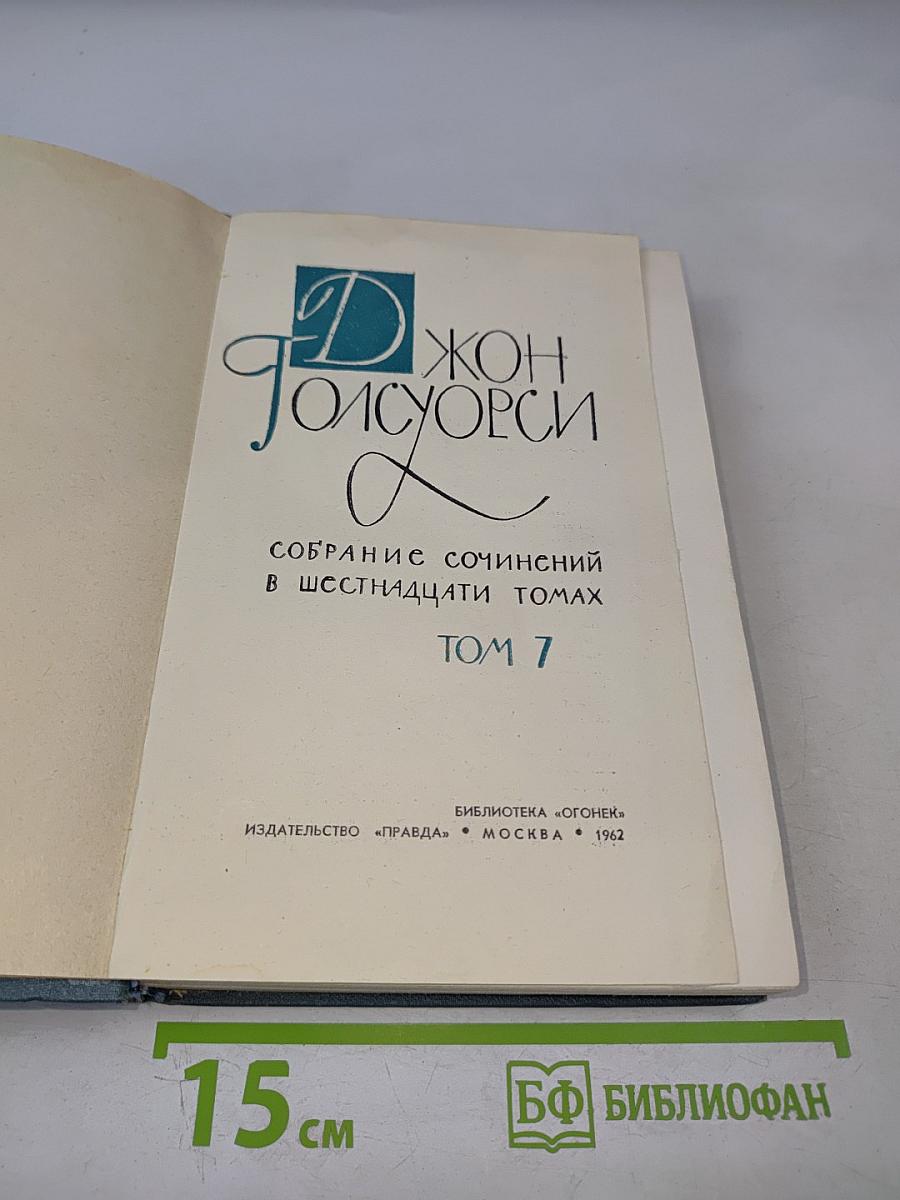 Джон
Голсуорси
СОБРАНИЕ СОЧИНЕНИЙ
В ШЕСТНАДЦАТИ ТОМАХ
ТОМ 7
БИБЛИОТЕКА «ОГОНЕК»
ИЗДАТЕЛЬСТВО «ПРАВДА» • МОСКВА • 1962
15 см
БФ БИБЛИОФАН